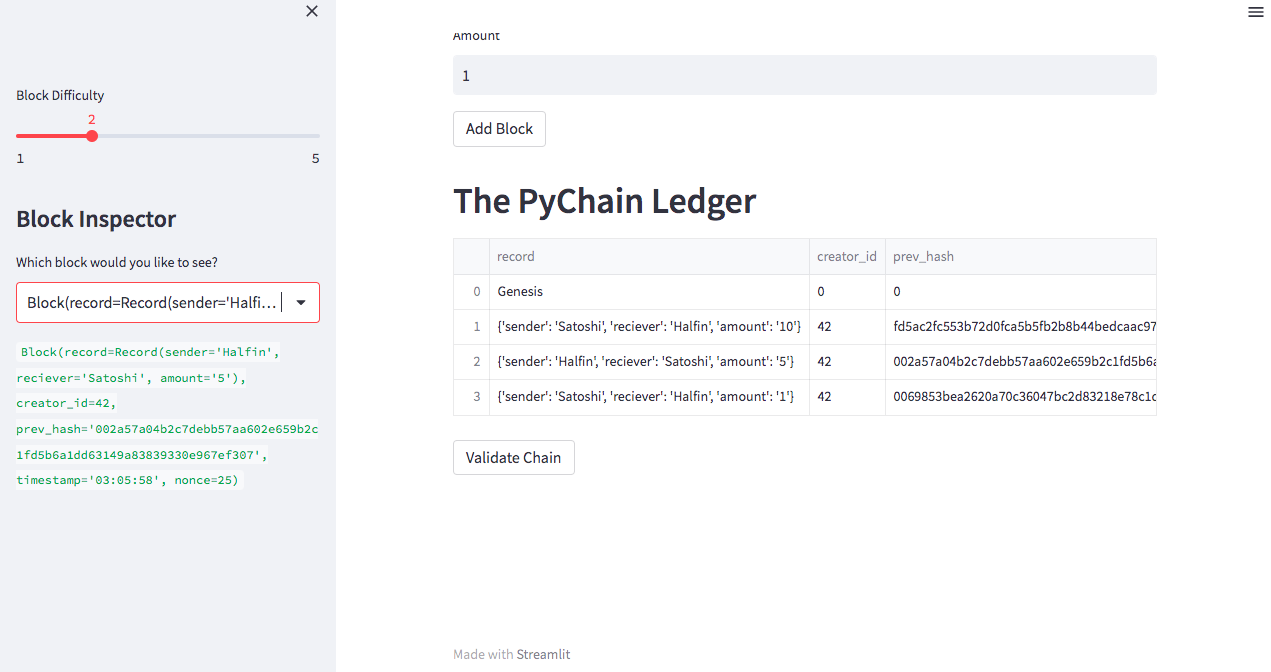 Block Difficulty
2
1 5
Block Inspector
Which block would you like to see?
Block(record=Record(sender='Halfi...
Block(record=Record(sender='Halfin',
reciever='Satoshi', amount='5'),
creator_id=42,
prev_hash='002a57a04b2c7debb57aa602e659b2c
1fd5b6a1dd63149a83839330e967ef307',
timestamp='03:05:58', nonce=25)
Amount
1
Add Block
The PyChain Ledger
record creator_id prev_hash
0 Genesis 0 0
1 {'sender': 'Satoshi', 'reciever': 'Halfin', 'amount': '10'} 42 fd5ac2fc553b72d0fca5b5fb2b8b44bedcaac97
2 {'sender': 'Halfin', 'reciever': 'Satoshi', 'amount': '5'} 42 002a57a04b2c7debb57aa602e659b2c1fd5b6a
3 {'sender': 'Satoshi', 'reciever': 'Halfin', 'amount': '1'} 42 0069853bea2620a70c36047bc2d83218e78c1c
Validate Chain
Made with Streamlit